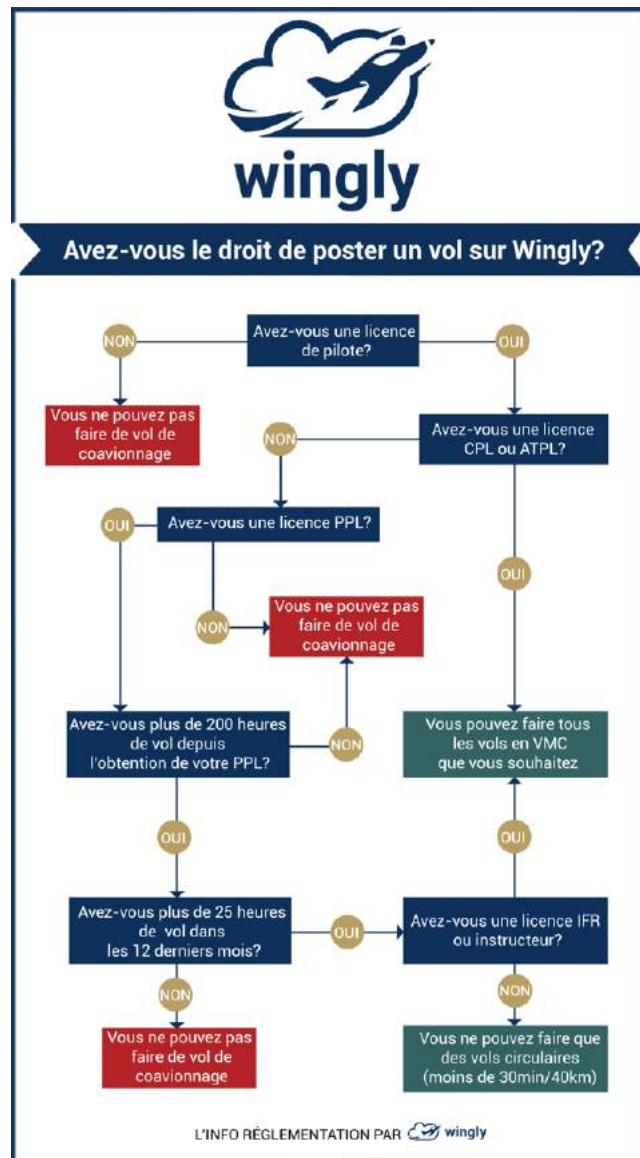 wingly
Avez-vous le droit de poster un vol sur Wingly?
Avez-vous une licence
de pilote?
NON
OUI
Vous ne pouvez pas
faire de vol de
coavionnage
Avez-vous une licence
CPL ou ATPL?
NON
Avez-vous une licence PPL?
OUI
OUI
NON
Vous ne pouvez pas
faire de vol de
coavionnage
Avez-vous plus de 200 heures
de vol depuis
l'obtention de votre PPL?
NON
Vous pouvez faire tous
les vols en VMC
que vous souhaitez
OUI
OUI
Avez-vous plus de 25 heures
de vol dans
les 12 derniers mois?
OUI
Avez-vous une licence IFR
ou instructeur?
NON
NON
Vous ne pouvez pas
faire de vol de
coavionnage
Vous ne pouvez faire que
des vols circulaires
(moins de 30min/40km)
L'INFO RÉGLEMENTATION PAR wingly